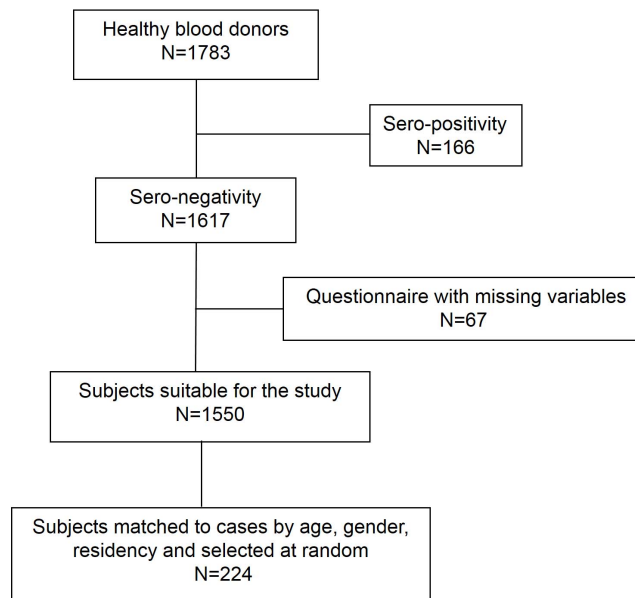 Healthy blood donors
N=1783
Sero-positivity
N=166
Sero-negativity
N=1617
Questionnaire with missing variables
N=67
Subjects suitable for the study
N=1550
Subjects matched to cases by age, gender,
residency and selected at random
N=224